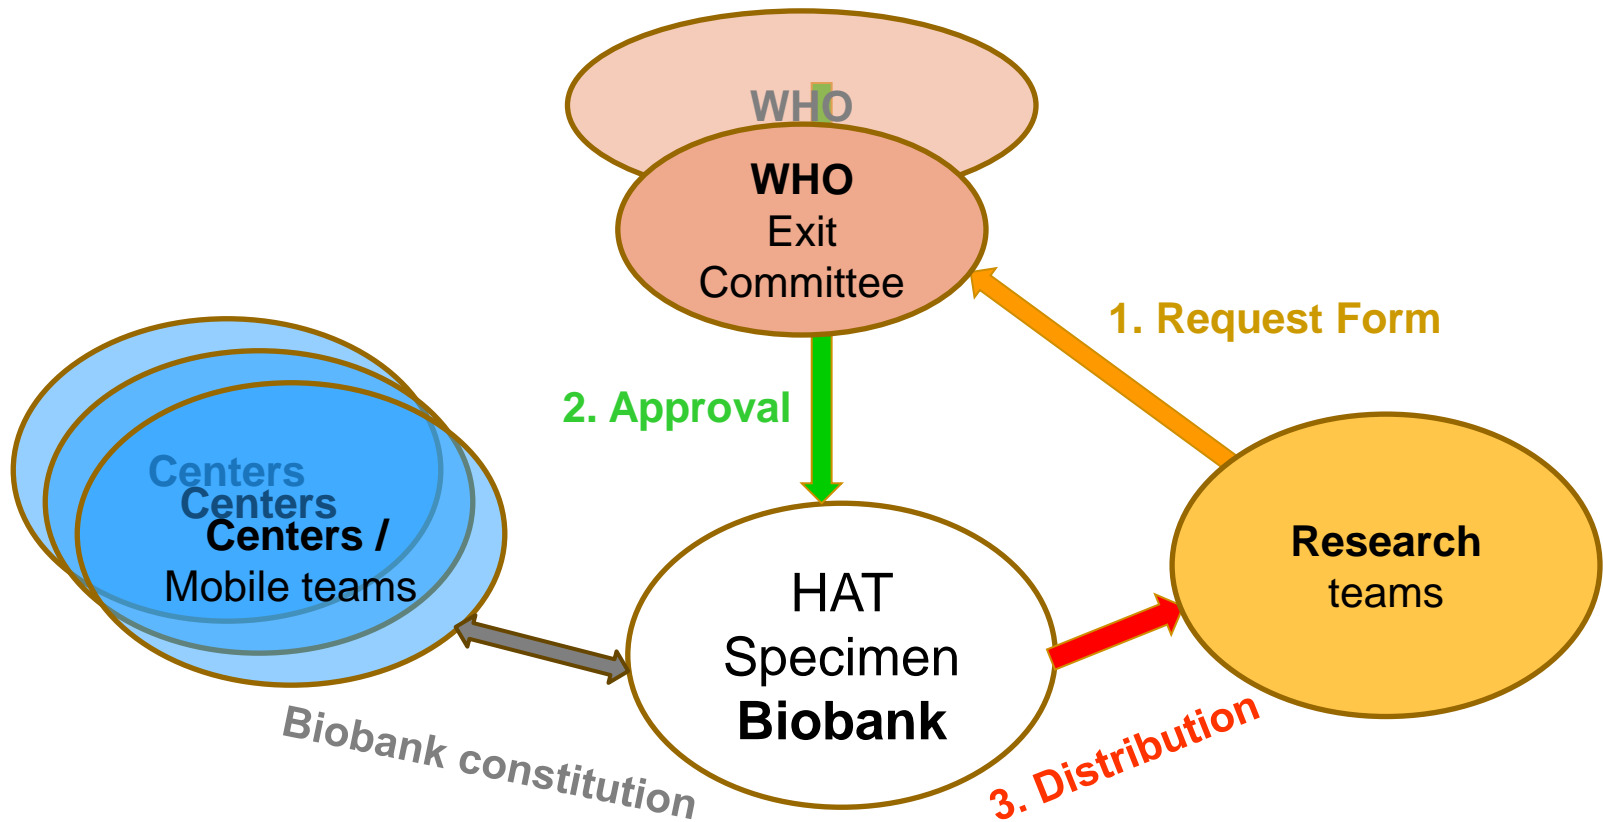 WHO
WHO
Exit
Committee
1. Request Form
2. Approval
Centers
Centers
Centers /
Mobile teams
Research
teams
HAT
Specimen
Biobank
Biobank constitution
3. Distribution